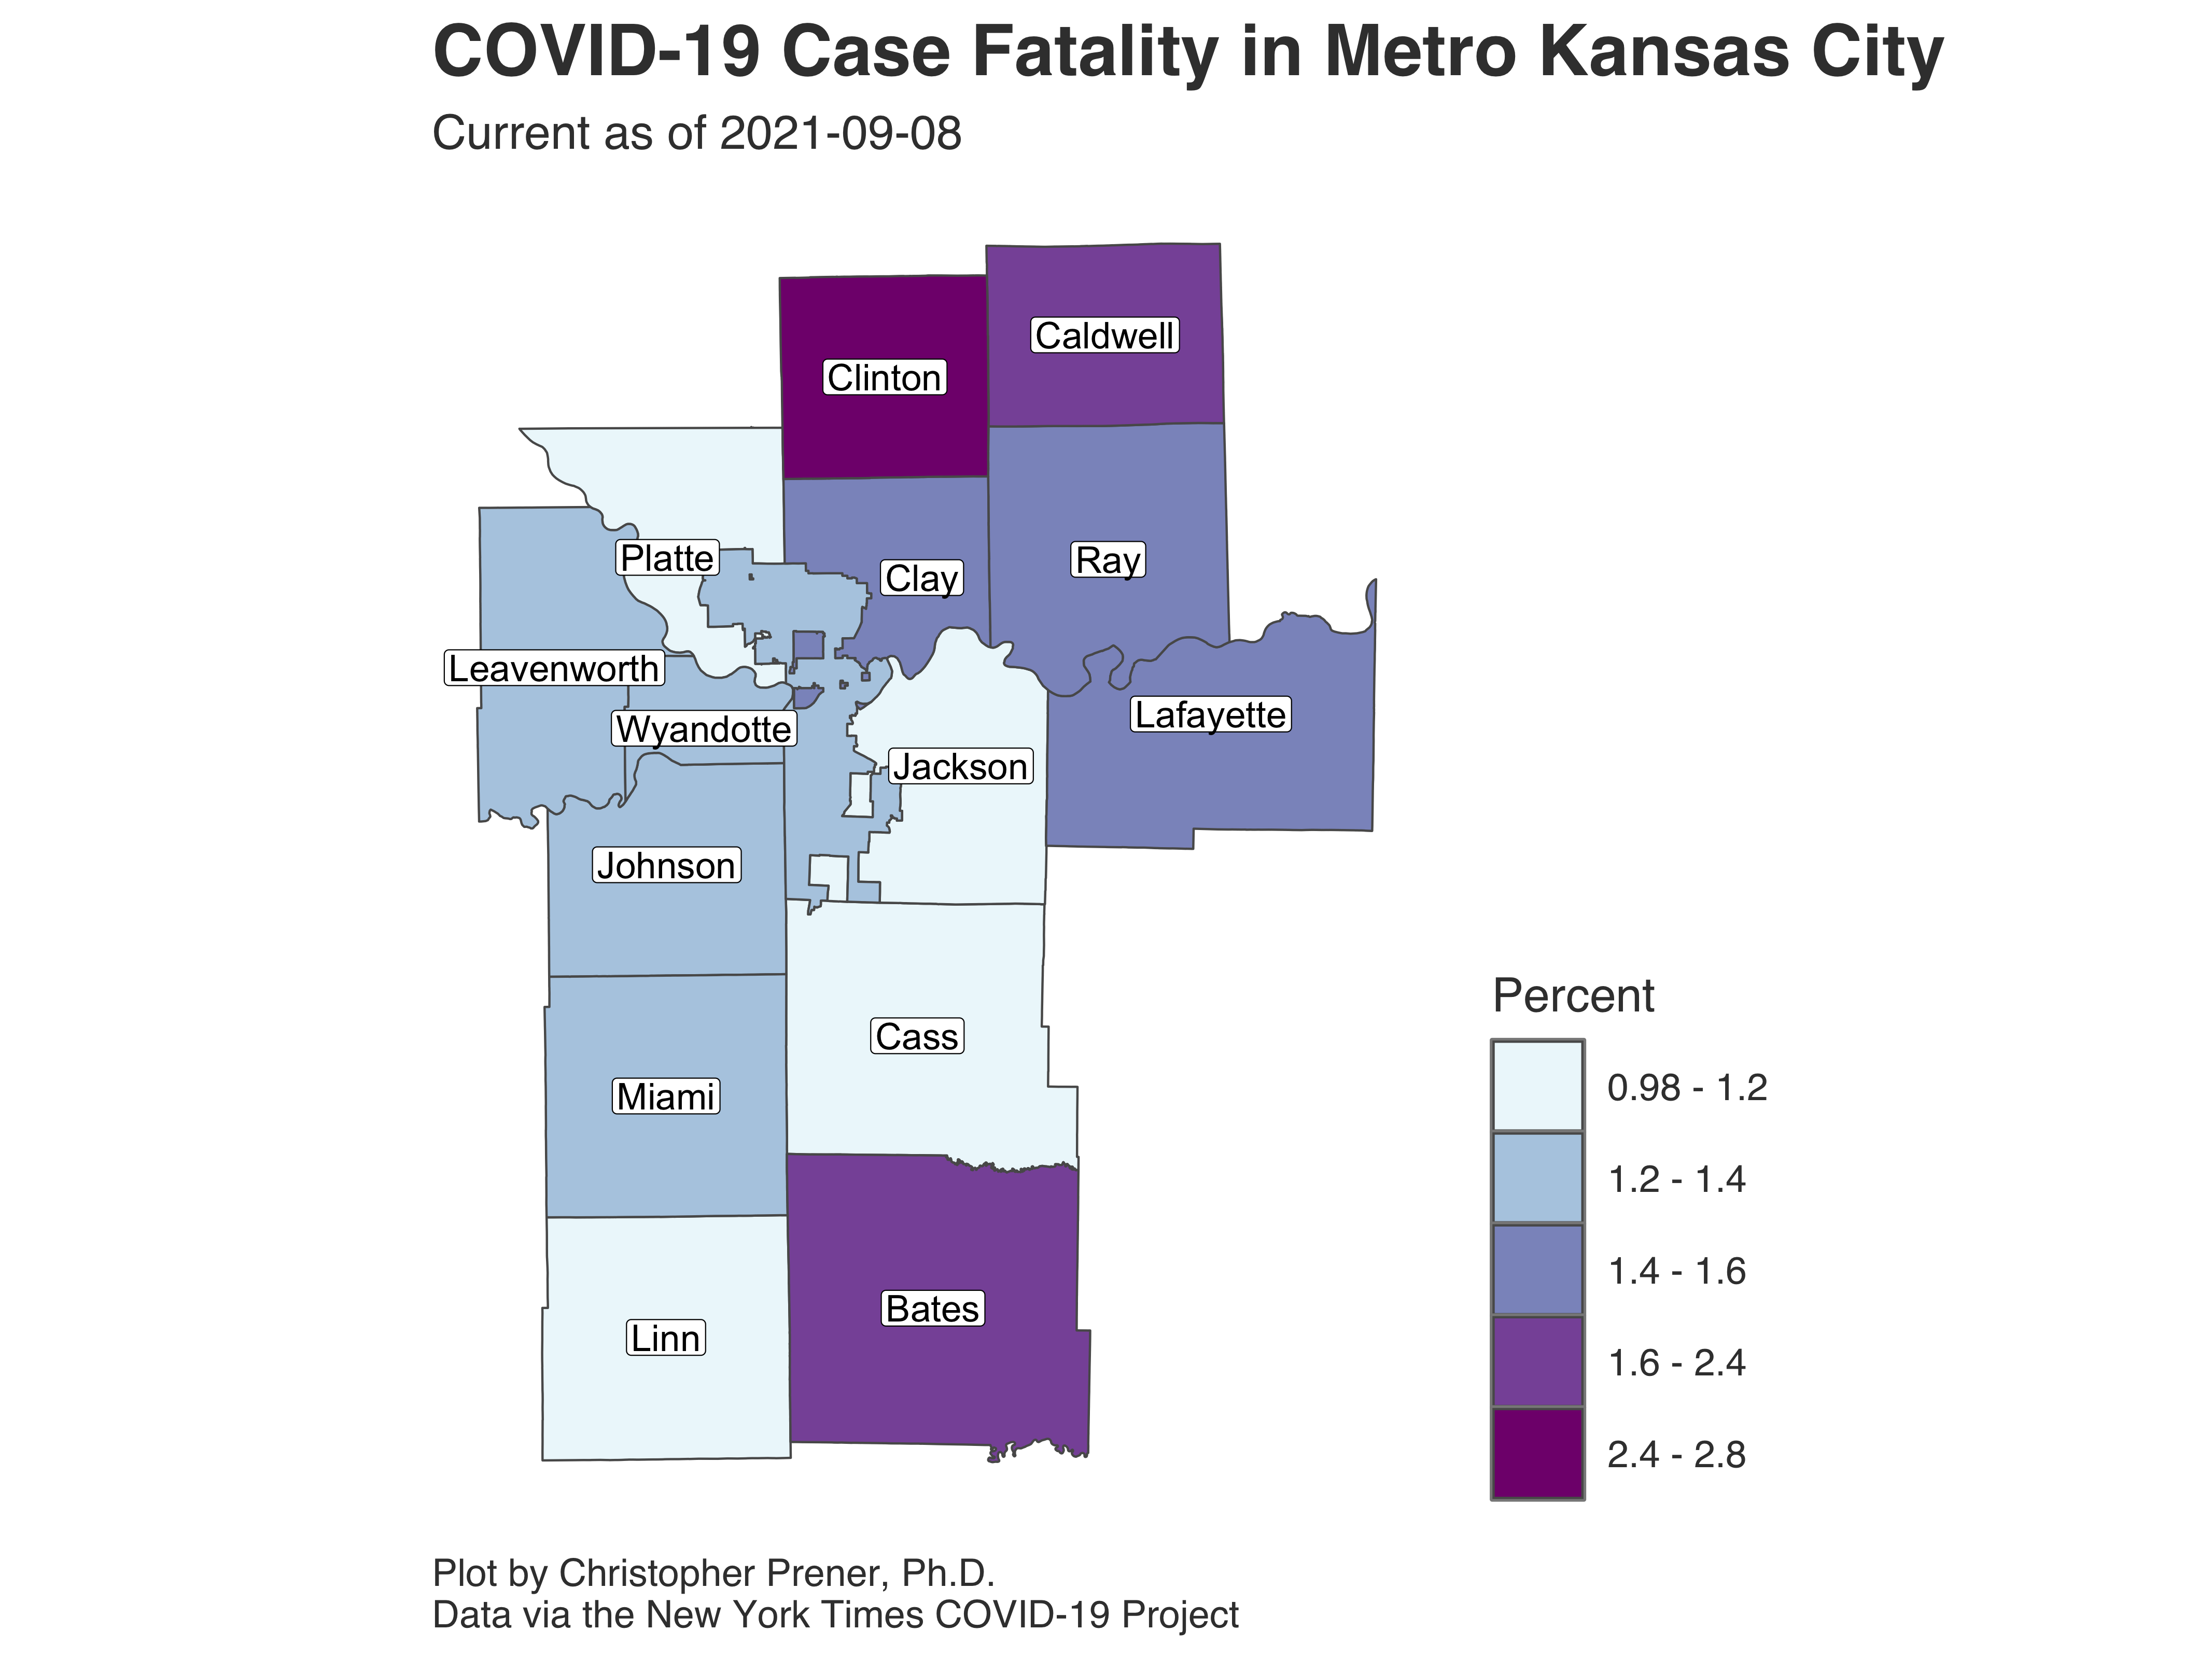 COVID-19 Case Fatality in Metro Kansas City
Current as of 2021-09-08
Caldwell
Clinton
Platte
Clay
Ray
Leavenworth
Wyandotte
Lafayette
Jackson
Johnson
Cass
Miami
Bates
Linn
Percent
0.98 - 1.2
1.2 - 1.4
1.4 - 1.6
1.6 - 2.4
2.4 - 2.8
Plot by Christopher Prener, Ph.D.
Data via the New York Times COVID-19 Project